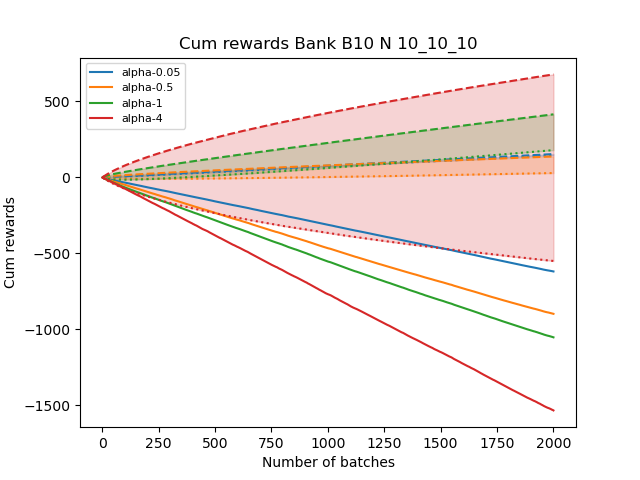 Cum rewards Bank B10 N 10_10_10
alpha-0.05
alpha-0.5
alpha-1
alpha-4
500
0
−500
−1000
−1500
Cum rewards
0 250 500 750 1000 1250 1500 1750 2000
Number of batches